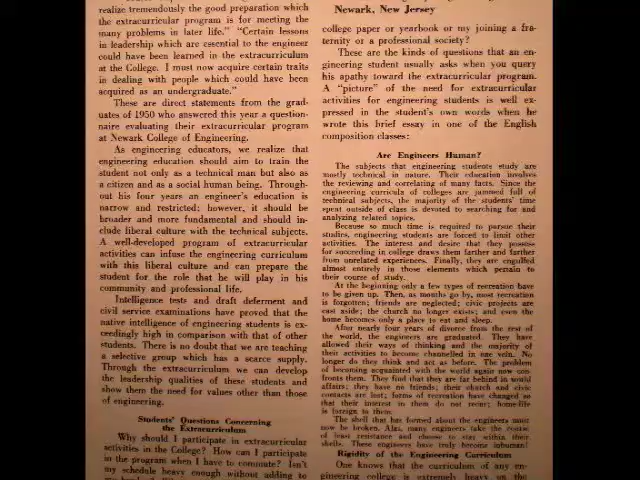 realize tremendously the good preparation which
the extracurricular program is for meeting the
many problems in later life." "Certain lessons
in leadership which are essential to the engineer
could have been learned in the extracurriculum
at the College. I must now acquire certain traits
in dealing with people which could have been
acquired as an undergraduate."
These are direct statements from the grad-
uates of 1950 who answered this year a question-
naire evaluating their extracurricular program
at Newark College of Engineering.
As engineering educators, we realize that
engineering education should aim to train the
student not only as a technical man but also as
a citizen and as a social human being. Through-
out his four years an engineer's education is
narrow and restricted; however, it should be
broader and more fundamental and should in-
clude liberal culture with the technical subjects.
A well-developed program of extracurricular
activities can infuse the engineering curriculum
with this liberal culture and can prepare the
student for the role that he will play in his
community and professional life.
Intelligence tests and draft deferment and
civil service examinations have proved that the
native intelligence of engineering students is ex-
ceedingly high in comparison with that of other
students. There is no doubt that we are teaching
a selective group which has a scarce supply.
Through the extracurriculum we can develop
the leadership qualities of these students and
show them the need for values other than those
of engineering.
Students' Questions Concerning
the Extracurriculum
Why should I participate in extracurricular
activities in the College? How can I participate
in the program when I have to commute? Isn't
my schedule heavy enough without adding to
Newark, New Jersey
college paper or yearbook or my joining a fra-
ternity or a professional society?
These are the kinds of questions that an en-
gineering student usually asks when you query
his apathy toward the extracurricular program.
A "picture" of the need for extracurricular
activities for engineering students is well ex-
pressed in the student's own words when he
wrote this brief essay in one of the English
composition classes:
Are Engineers Human?
The subjects that engineering students study are
mostly technical in nature. Their education involves
the reviewing and correlating of many facts. Since the
engineering curricula of colleges are jammed full of
technical subjects, the majority of the students' time
spent outside of class is devoted to searching for and
analyzing related topics.
Because so much time is required to pursue their
studies, engineering students are forced to limit other
activities. The interest and desire that they possess
for succeeding in college draws them farther and farther
from unrelated experiences. Finally, they are engulfed
almost entirely in those elements which pertain to
their course of study.
At the beginning only a few types of recreation have
to be given up. Then, as months go by, most recreation
is forgotten; friends are neglected; civic projects are
cast aside; the church no longer exists; and even the
home becomes only a place to eat and sleep.
After nearly four years of divorce from the rest of
the world, the engineers are graduated. They have
allowed their ways of thinking and the majority of
their activities to become channelled in one vein. No
longer do they think and act as before. The problem
of becoming acquainted with the world again now con-
fronts them. They find that they are far behind in world
affairs; they have no friends; their church and civic
contacts are lost; forms of recreation have changed so
that their interest in them do not recur; home-life
is foreign to them.
The shell that has formed about the engineers must
now be broken. Alas, many engineers take the course
of least resistance and choose to stay within their
shells. These engineers have truly become inhuman!
Rigidity of the Engineering Curriculum
One knows that the curriculum of any en-
gineering college is extremely heavy on the